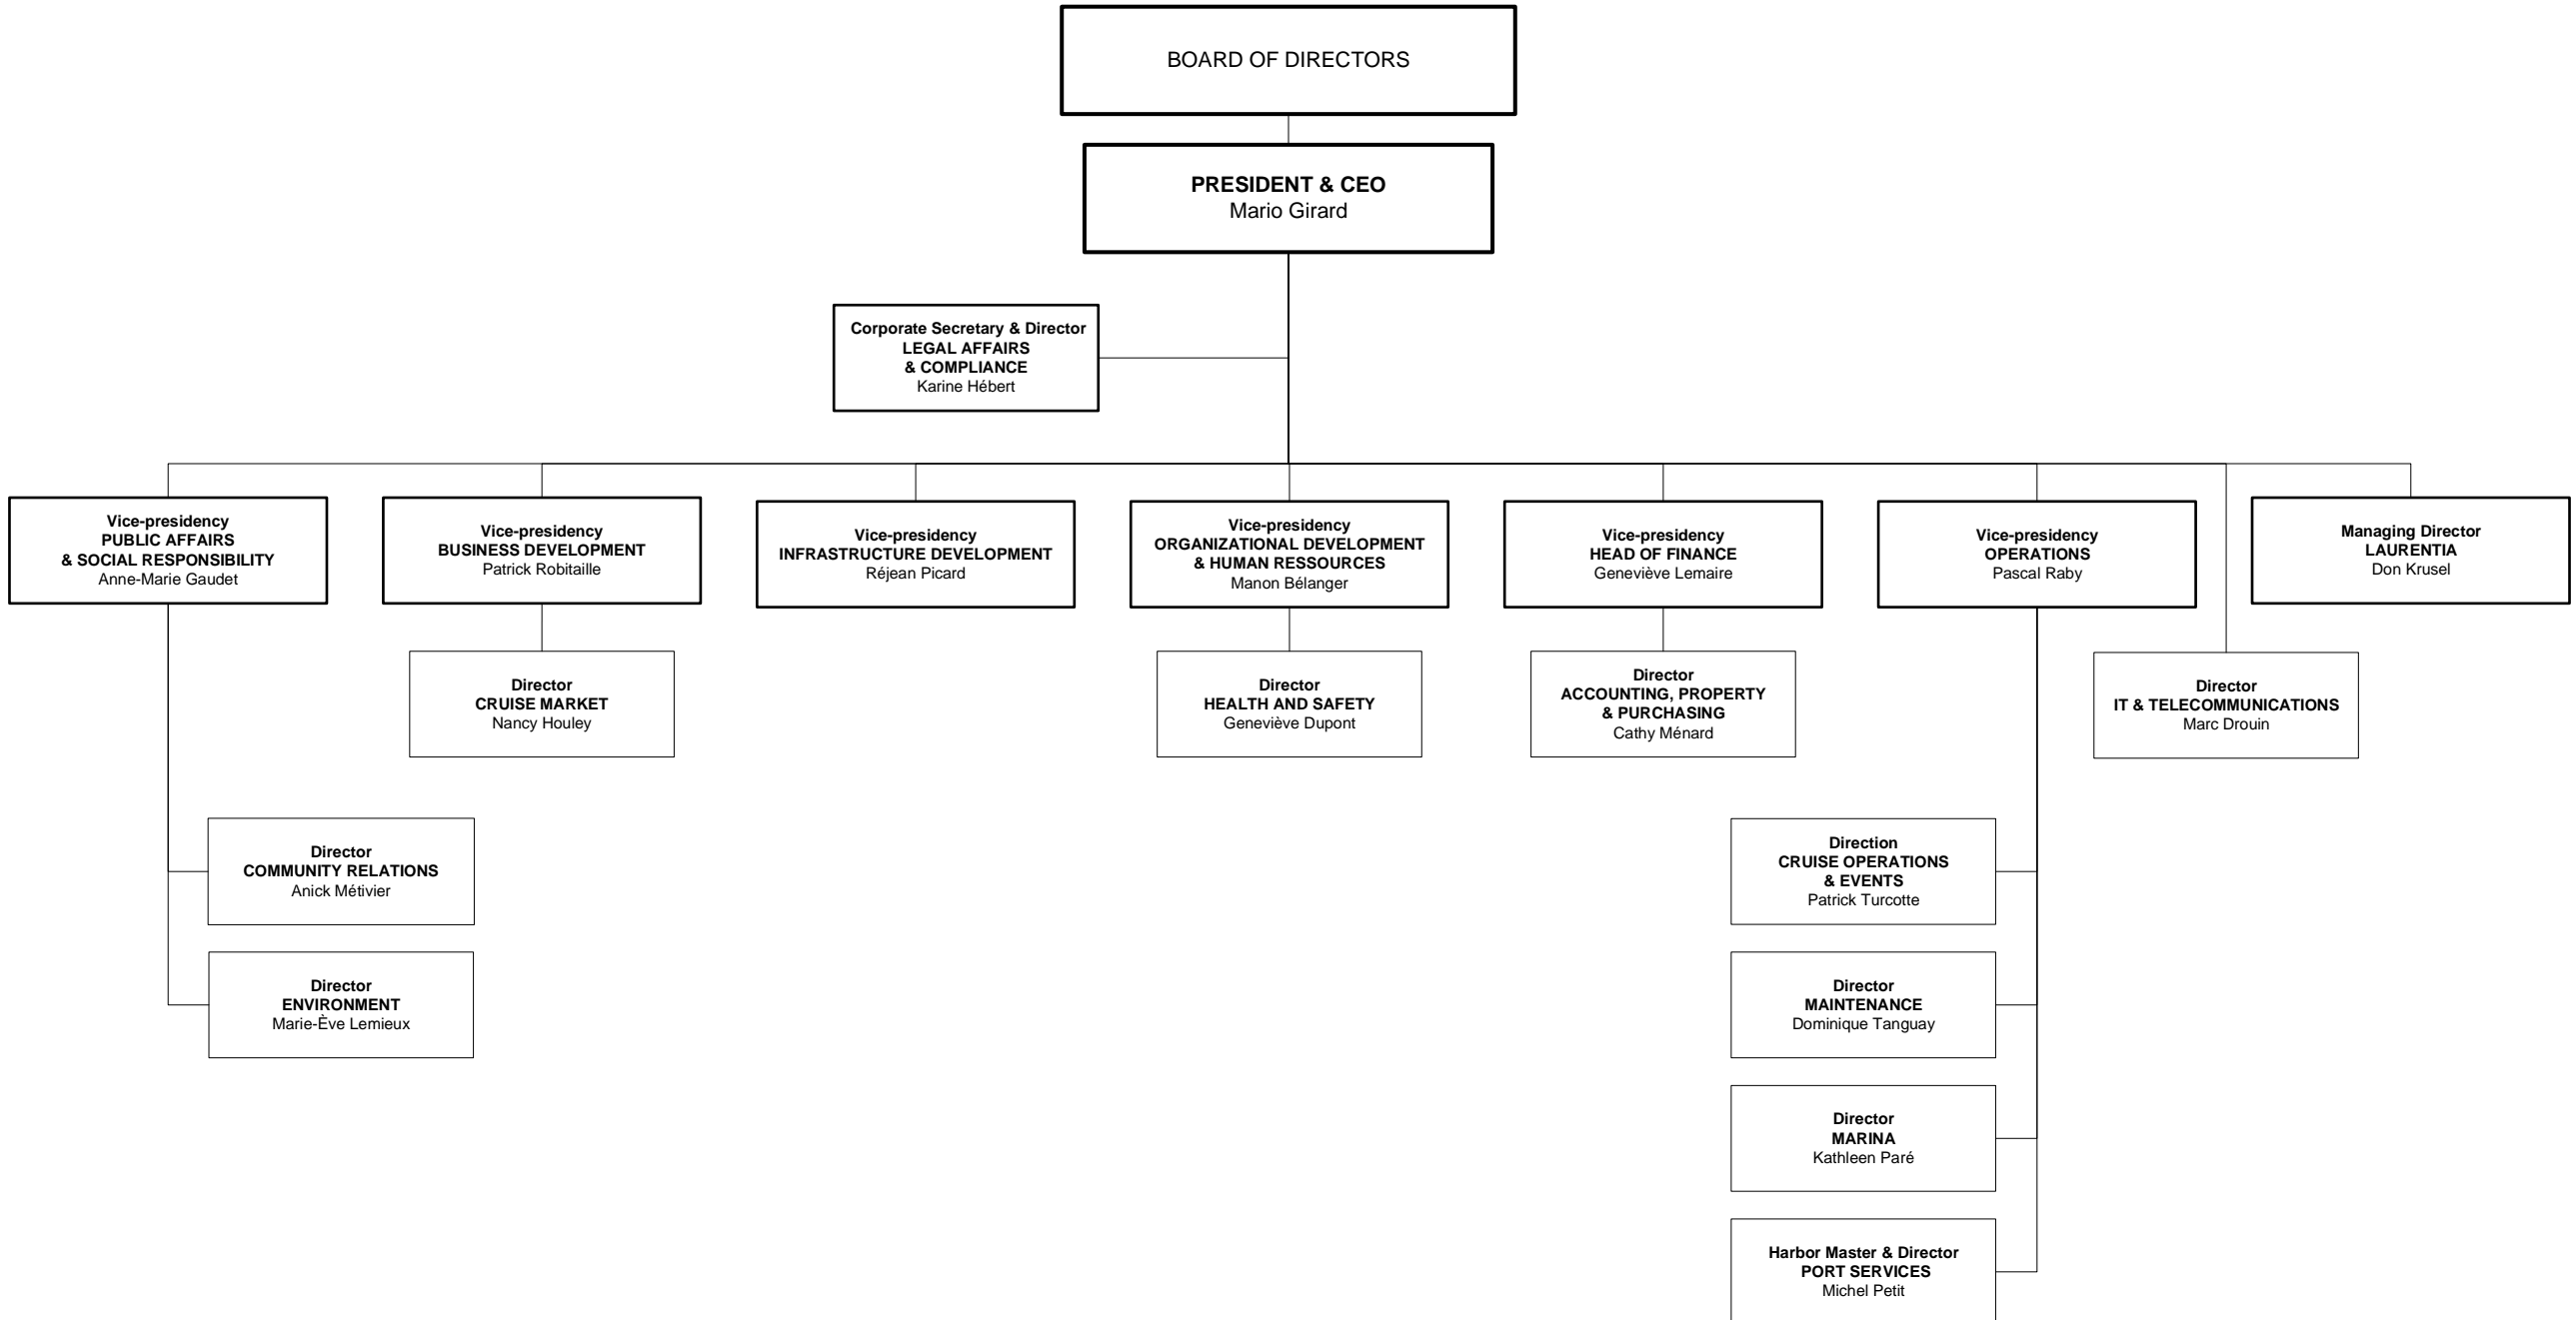 BOARD OF DIRECTORS
PRESIDENT & CEO
Mario Girard
Corporate Secretary & Director
LEGAL AFFAIRS
& COMPLIANCE
Karine Hébert
Vice-presidency
PUBLIC AFFAIRS
& SOCIAL RESPONSIBILITY
Anne-Marie Gaudet
Vice-presidency
BUSINESS DEVELOPMENT
Patrick Robitaille
Vice-presidency
INFRASTRUCTURE DEVELOPMENT
Réjean Picard
Vice-presidency
ORGANIZATIONAL DEVELOPMENT
& HUMAN RESSOURCES
Manon Bélanger
Vice-presidency
HEAD OF FINANCE
Geneviève Lemaire
Vice-presidency
OPERATIONS
Pascal Raby
Managing Director
LAURENTIA
Don Krusel
Director
CRUISE MARKET
Nancy Houley
Director
HEALTH AND SAFETY
Geneviève Dupont
Director
ACCOUNTING, PROPERTY
& PURCHASING
Cathy Ménard
Director
IT & TELECOMMUNICATIONS
Marc Drouin
Director
COMMUNITY RELATIONS
Anick Métivier
Direction
CRUISE OPERATIONS
& EVENTS
Patrick Turcotte
Director
ENVIRONMENT
Marie-Ève Lemieux
Director
MAINTENANCE
Dominique Tanguay
Director
MARINA
Kathleen Paré
Harbor Master & Director
PORT SERVICES
Michel Petit